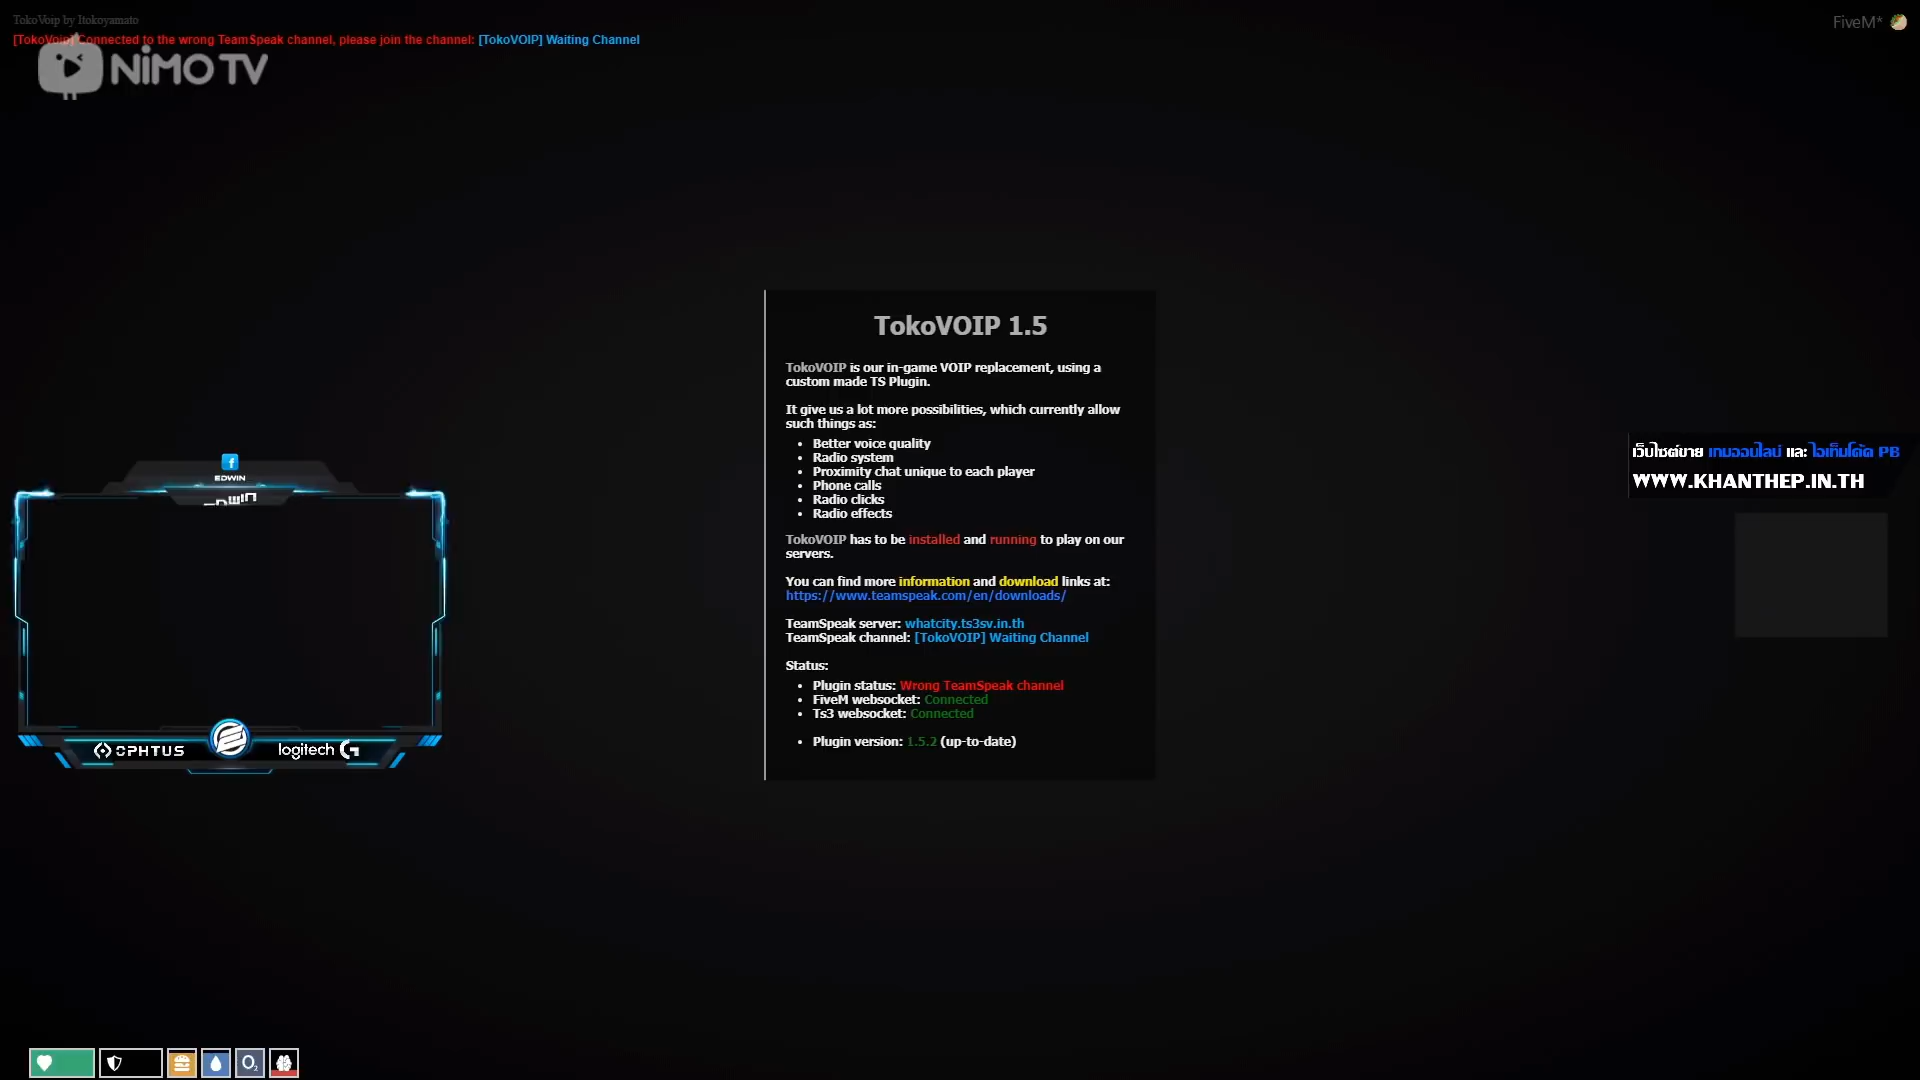 TokoVoip by Itokoyamato
[TokoVoip] Connected to the wrong TeamSpeak channel, please join the channel: [TokoVOIP] Waiting Channel
FiveM*
NIMO TV
TokoVOIP 1.5
TokoVOIP is our in-game VOIP replacement, using a
custom made TS Plugin.
It give us a lot more possibilities, which currently allow
such things as:
Better voice quality
Radio system
Proximity chat unique to each player
Phone calls
Radio clicks
Radio effects
TokoVOIP has to be installed and running to play on our
servers.
You can find more information and download links at:
https://www.teamspeak.com/en/downloads/
TeamSpeak server: whatcity.ts3sv.in.th
TeamSpeak channel: [TokoVOIP] Waiting Channel
Status:
Plugin status: Wrong TeamSpeak channel
FiveM websocket: Connected
Ts3 websocket: Connected
Plugin version: 1.5.2 (up-to-date)
เว็บไซต์ขาย เกมออนไลน์ และ ไอเท็มโค้ด PB
WWW.KHANTHEP.IN.TH
EDWIN
EDWIN
OPHTUS
logitech G
O2